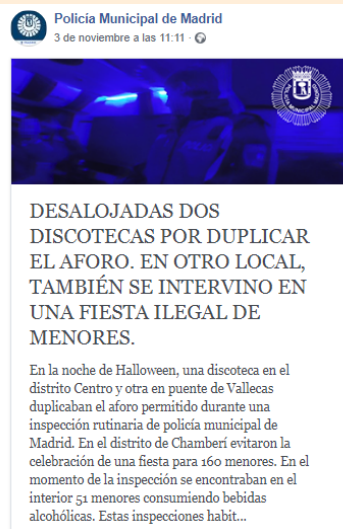 Policía Municipal de Madrid
3 de noviembre a las 11:11 ·
POLICIA MUNICIPAL MADRID
DESALOJADAS DOS
DISCOTECAS POR DUPLICAR
EL AFORO. EN OTRO LOCAL,
TAMBIÉN SE INTERVINO EN
UNA FIESTA ILEGAL DE
MENORES.
En la noche de Halloween, una discoteca en el
distrito Centro y otra en puente de Vallecas
duplicaban el aforo permitido durante una
inspección rutinaria de policía municipal de
Madrid. En el distrito de Chamberí evitaron la
celebración de una fiesta para 160 menores. En el
momento de la inspección se encontraban en el
interior 51 menores consumiendo bebidas
alcohólicas. Estas inspecciones habit...